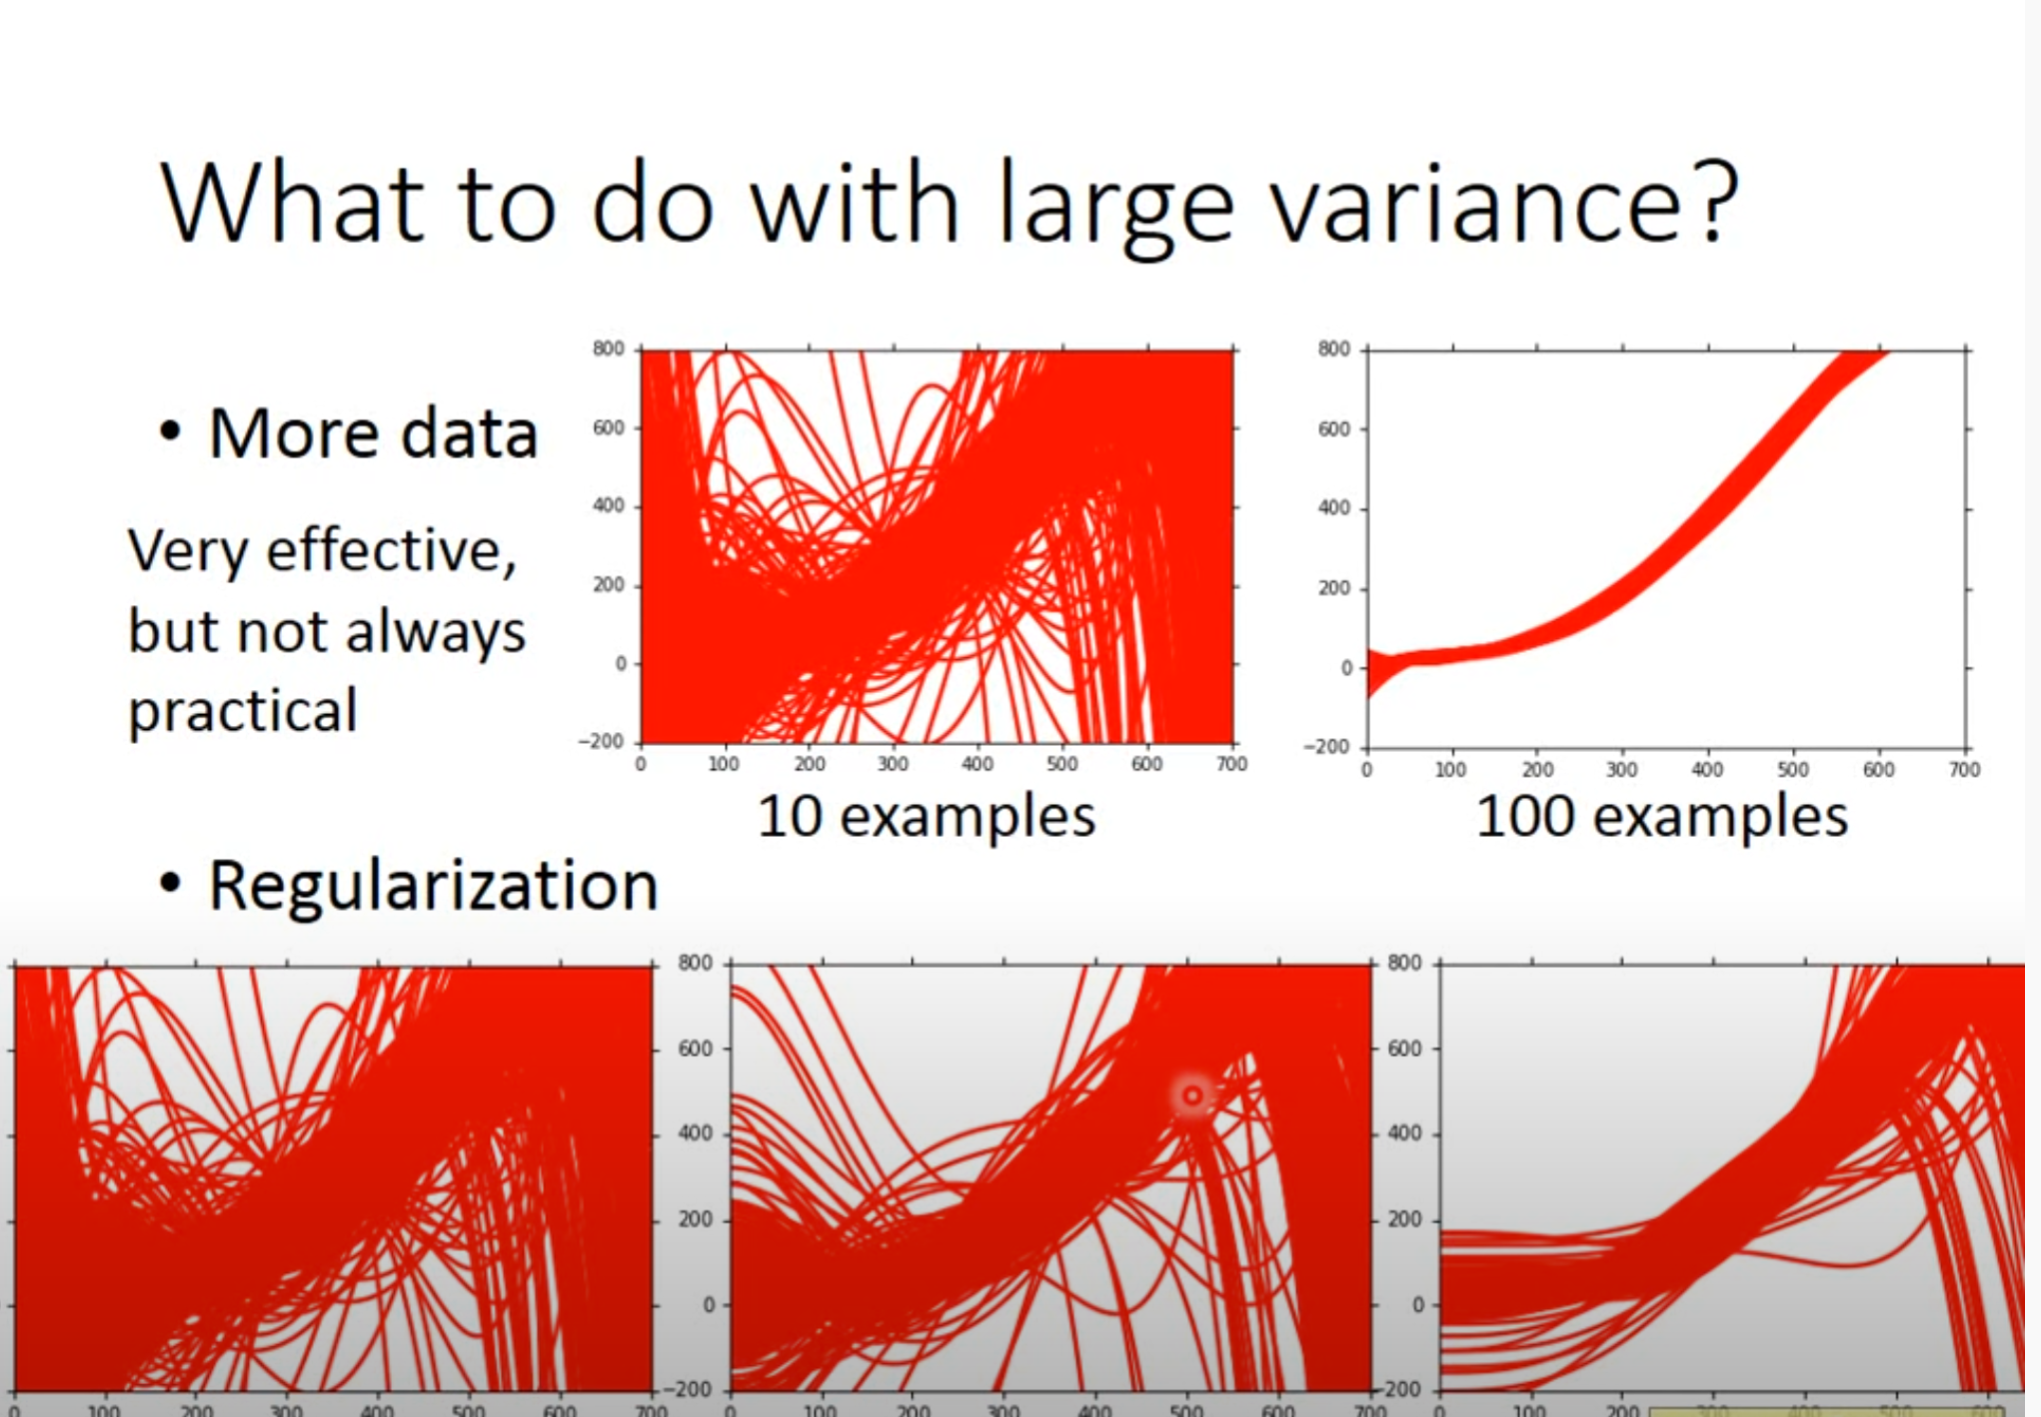 What to do with large variance?
• More data
Very effective,
but not always
practical
800
600
400
200
0
−200
0 100 200 300 400 500 600 700
10 examples
800
600
400
200
0
−200
0 100 200 300 400 500 600 700
100 examples
• Regularization
0 100 200 300 400 500 600 700
800
600
400
200
0
−200
0 100 200 300 400 500 600 700
800
600
400
200
0
−200
0 100 200 300 400 500 600